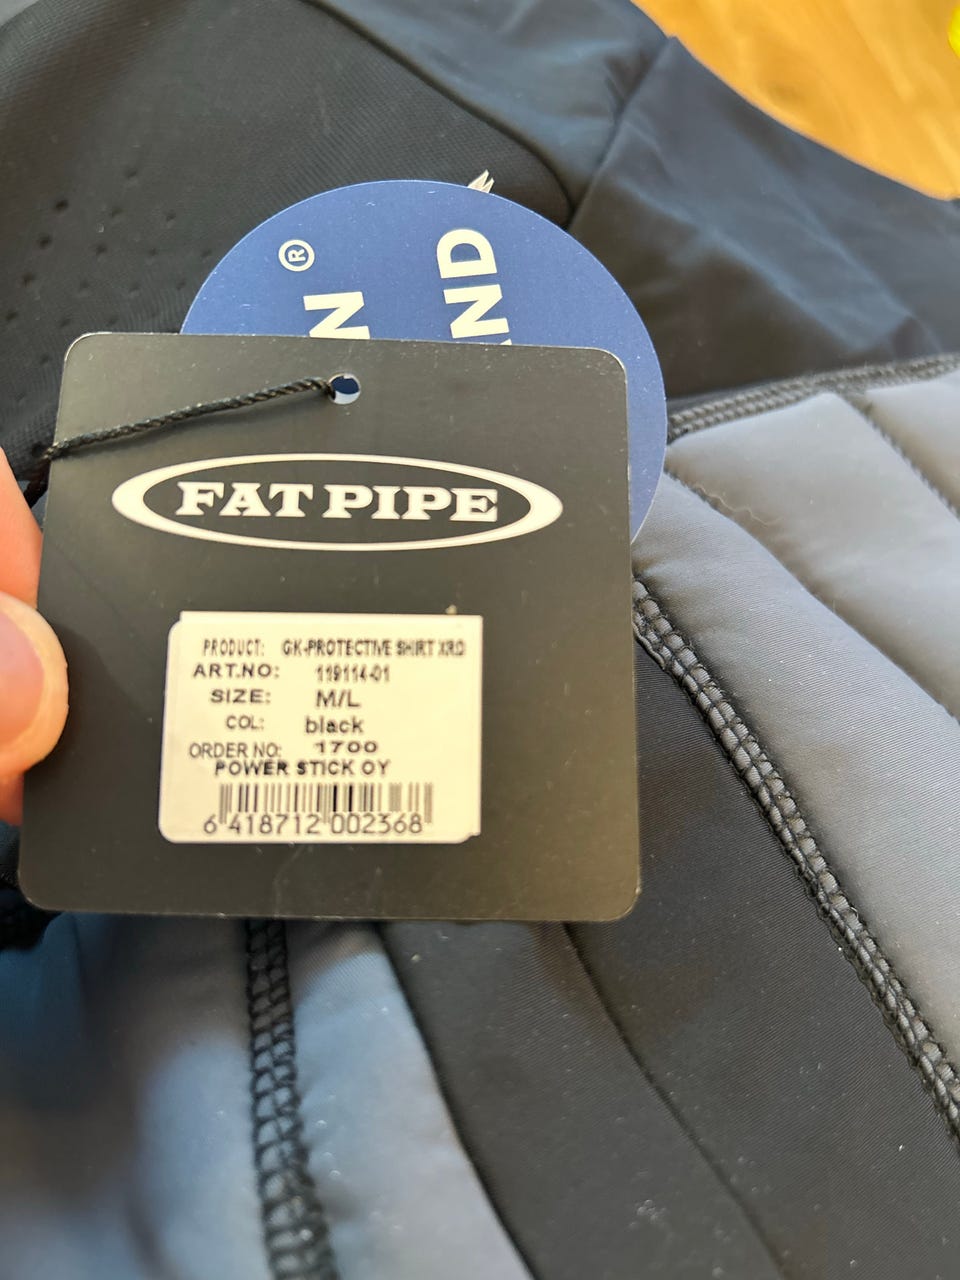 ®
N
ND
FAT PIPE
PRODUCT: GK-PROTECTIVE SHIRT XRD
ART.NO: 119114-01
SIZE: M/L
COL: black
ORDER NO: 1700
POWER STICK OY
6 418712 002368